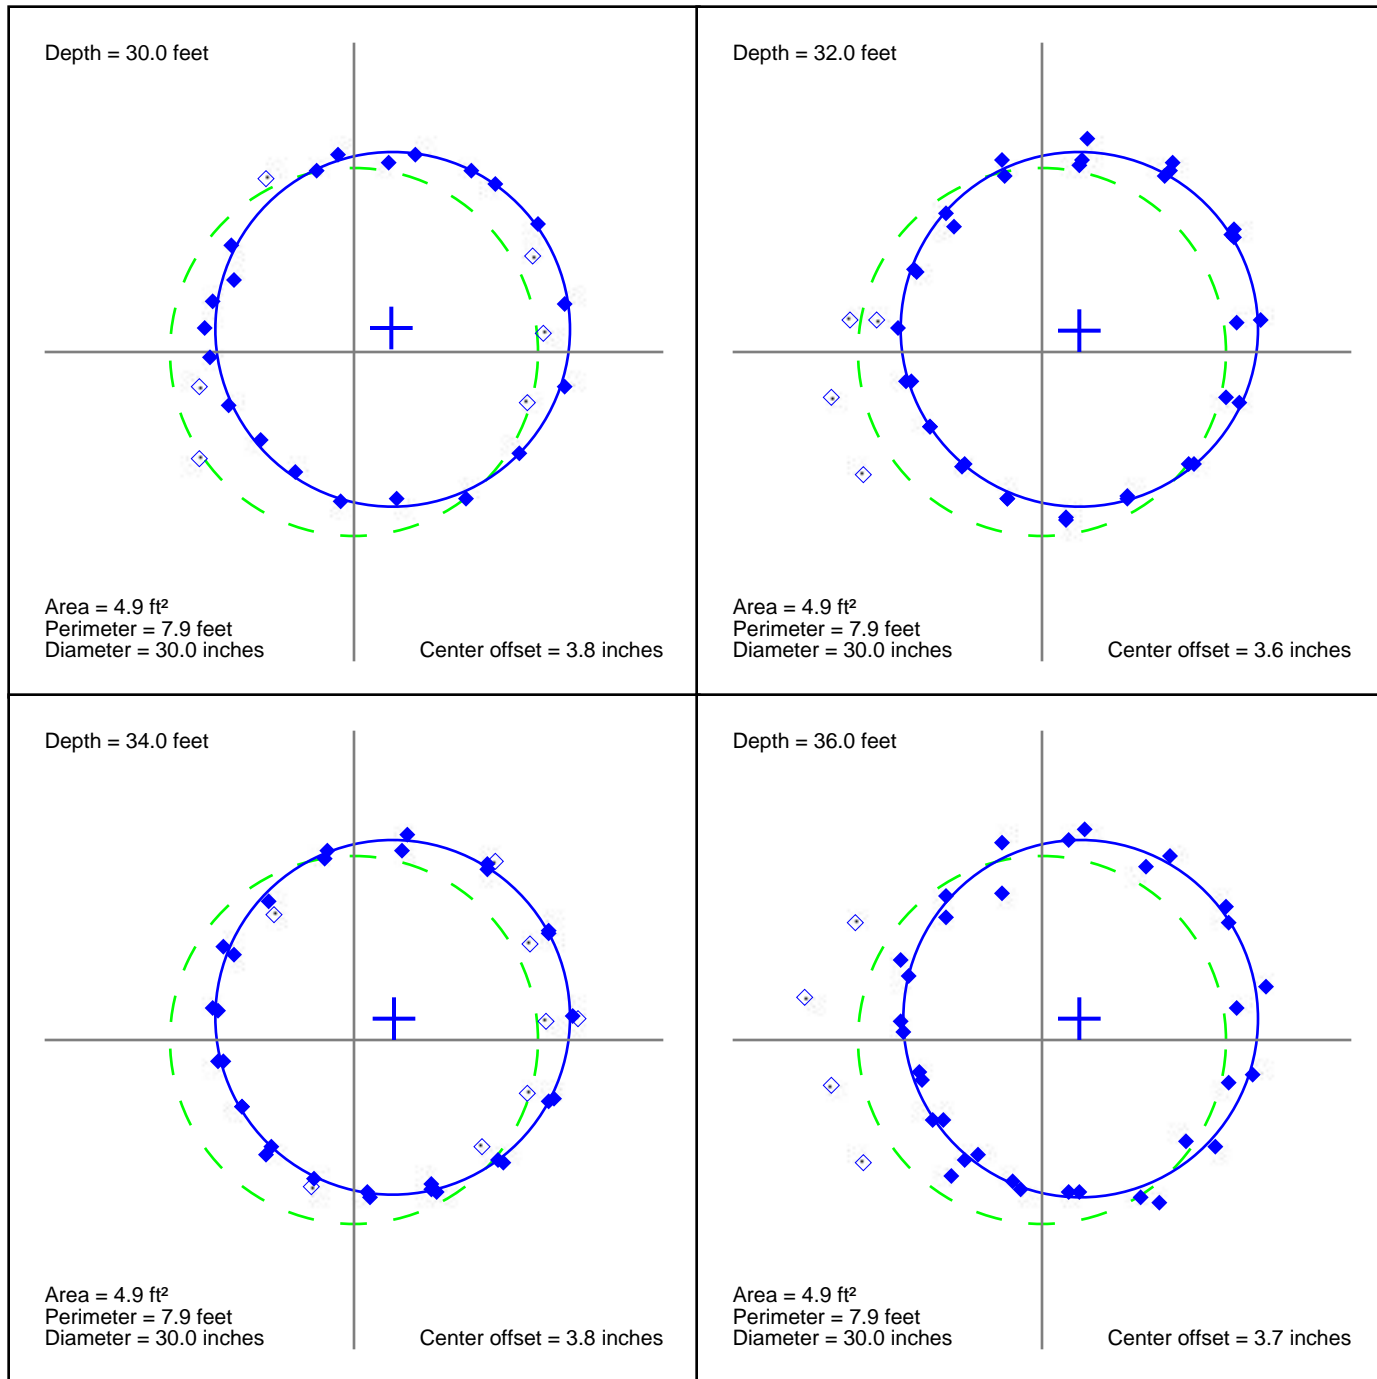 Depth = 30.0 feet
Area = 4.9 ft²
Perimeter = 7.9 feet
Diameter = 30.0 inches
Center offset = 3.8 inches
Depth = 32.0 feet
Area = 4.9 ft²
Perimeter = 7.9 feet
Diameter = 30.0 inches
Center offset = 3.6 inches
Depth = 34.0 feet
Area = 4.9 ft²
Perimeter = 7.9 feet
Diameter = 30.0 inches
Center offset = 3.8 inches
Depth = 36.0 feet
Area = 4.9 ft²
Perimeter = 7.9 feet
Diameter = 30.0 inches
Center offset = 3.7 inches